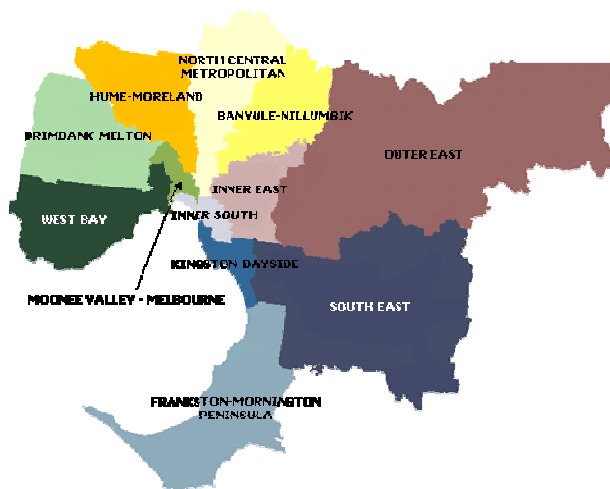 NORTH CENTRAL
METROPOLITAN
HUME-MORELAND
BANYULE-NILLUMBIK
BRIMBANK MELTON
OUTER EAST
INNER EAST
WEST BAY
INNER SOUTH
KINGSTON BAYSIDE
MOONEE VALLEY - MELBOURNE
SOUTH EAST
FRANKSTON-MORNINGTON
PENINSULA